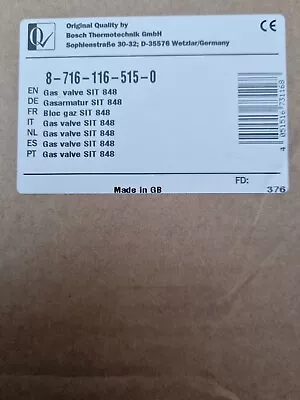 Original Quality by
Bosch Thermotechnik GmbH
Sophienstraße 30-32; D-35576 Wetzlar/Germany
CE
8-716-116-515-0
EN Gas valve SIT 848
DE Gasarmatur SIT 848
FR Bloc gaz SIT 848
IT Gas valve SIT 848
NL Gas valve SIT 848
ES Gas valve SIT 848
PT Gas valve SIT 848
4 051516 731168
FD:
Made in GB
376